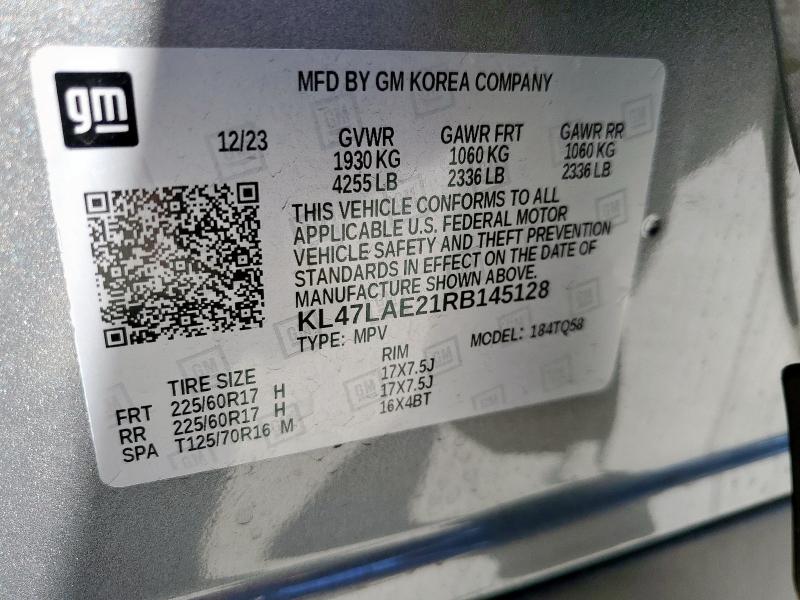 gm
MFD BY GM KOREA COMPANY
12/23 GVWR GAWR FRT GAWR RR
1930 KG 1060 KG 1060 KG
4255 LB 2336 LB 2336 LB
THIS VEHICLE CONFORMS TO ALL
APPLICABLE U.S. FEDERAL MOTOR
VEHICLE SAFETY AND THEFT PREVENTION
STANDARDS IN EFFECT ON THE DATE OF
MANUFACTURE SHOWN ABOVE.
KL47LAE21RB145128
TYPE: MPV MODEL: 184TQ58
TIRE SIZE RIM
FRT 225/60R17 H 17X7.5J
RR 225/60R17 H 17X7.5J
SPA T125/70R16 M 16X4BT